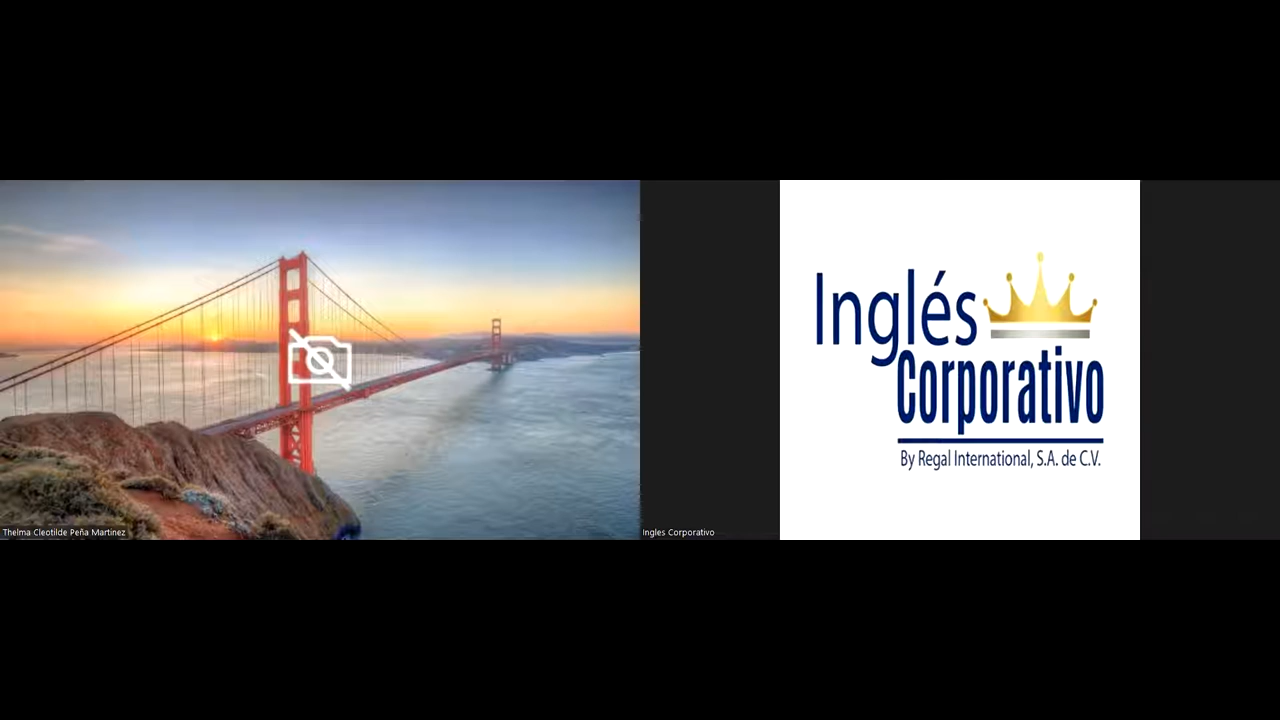 Inglés
Corporativo
By Regal International, S.A. de C.V.
Thelma Cleotilde Peña Martinez
Ingles Corporativo